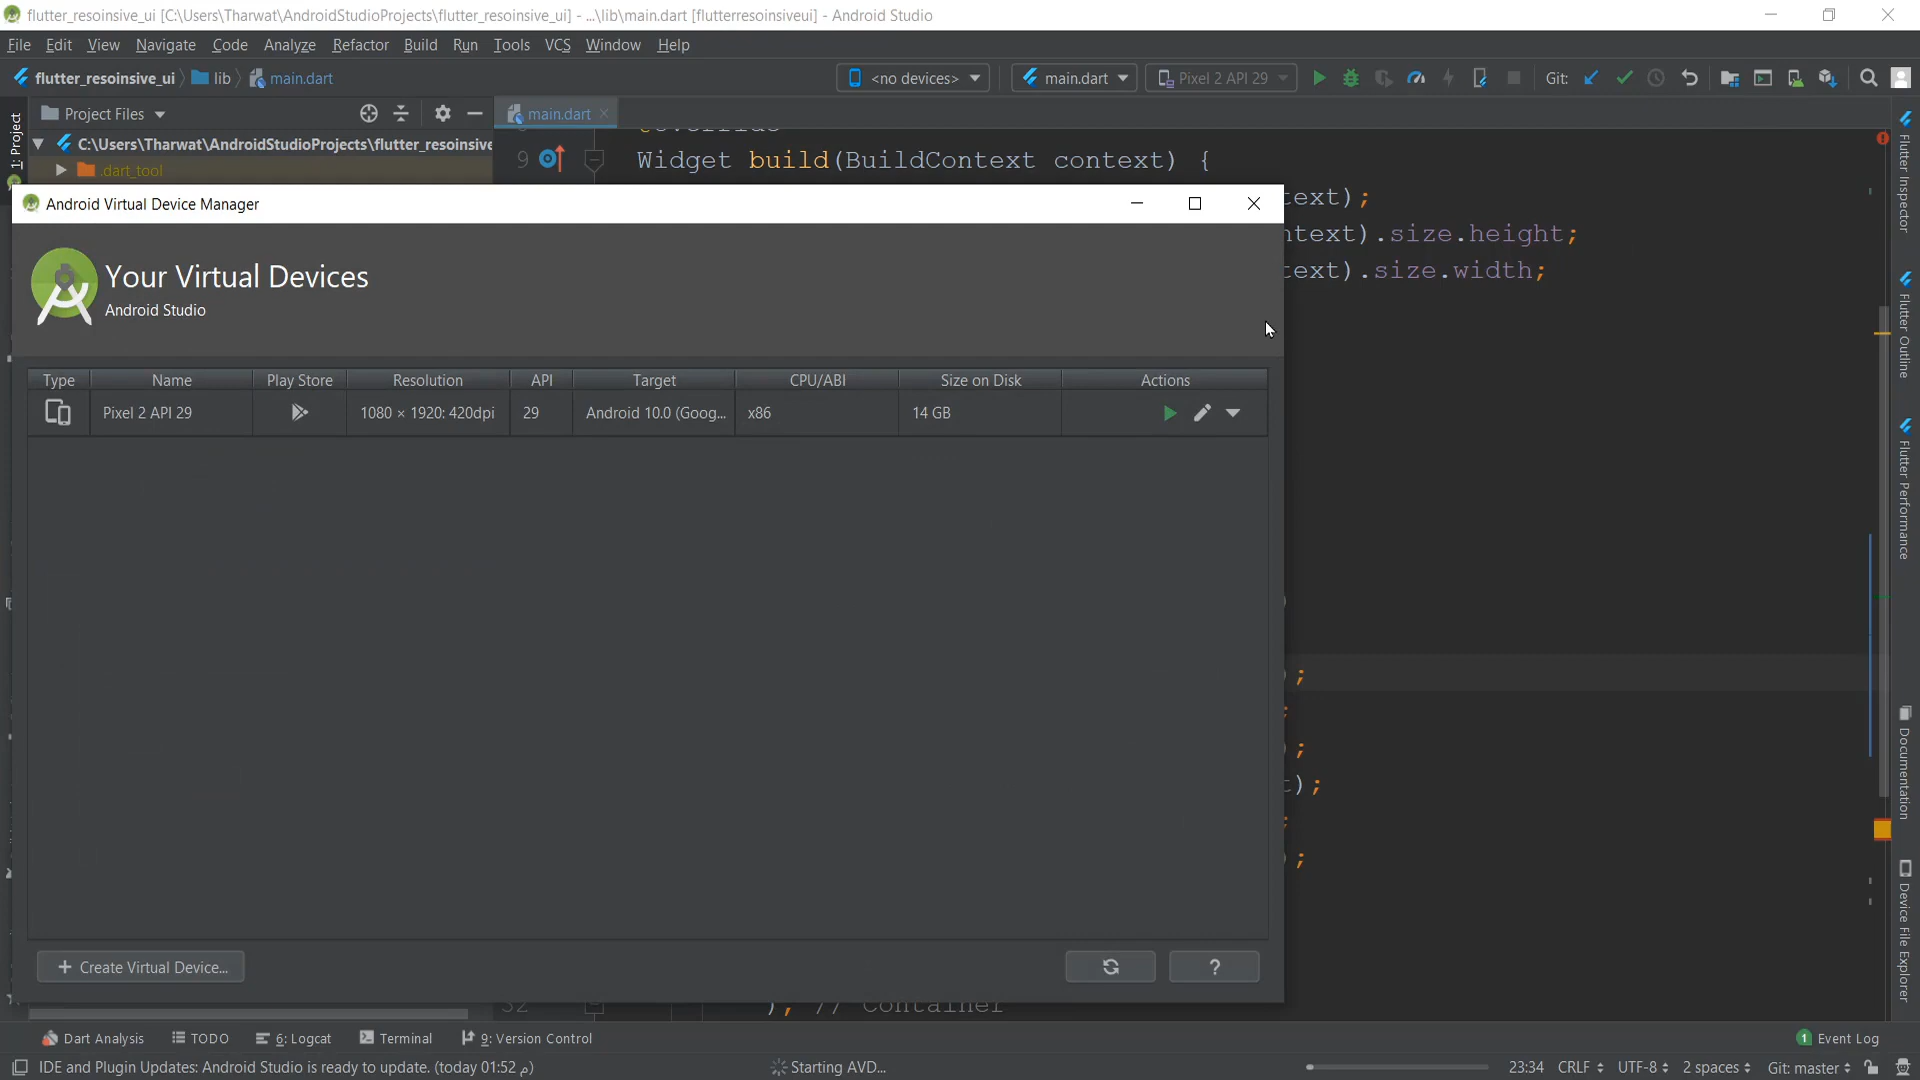 flutter_resoinsive_ui [C:\Users\Tharwat\AndroidStudioProjects\flutter_resoinsive_ui] - ...\lib\main.dart [flutterresoinsiveui] - Android Studio
File Edit View Navigate Code Analyze Refactor Build Run Tools VCS Window Help
flutter_resoinsive_ui lib main.dart <no devices> main.dart Pixel 2 API 29 Git:
Project Files main.dart
1: Project
C:\Users\Tharwat\AndroidStudioProjects\flutter_resoinsive
.dart_tool
9 Widget build(BuildContext context) {
Android Virtual Device Manager
Your Virtual Devices
Android Studio
Type Name Play Store Resolution API Target CPU/ABI Size on Disk Actions
Pixel 2 API 29 1080 × 1920: 420dpi 29 Android 10.0 (Goog... x86 14 GB
+ Create Virtual Device...
?
ext);
ntext).size.height;
text).size.width;
)
);
;
);
t);
;
);
32 ); // Container
Flutter Inspector
Flutter Outline
Flutter Performance
Documentation
Device File Explorer
Dart Analysis TODO 6: Logcat Terminal 9: Version Control 1 Event Log
IDE and Plugin Updates: Android Studio is ready to update. (today 01:52 م) Starting AVD... 23:34 CRLF UTF-8 2 spaces Git: master